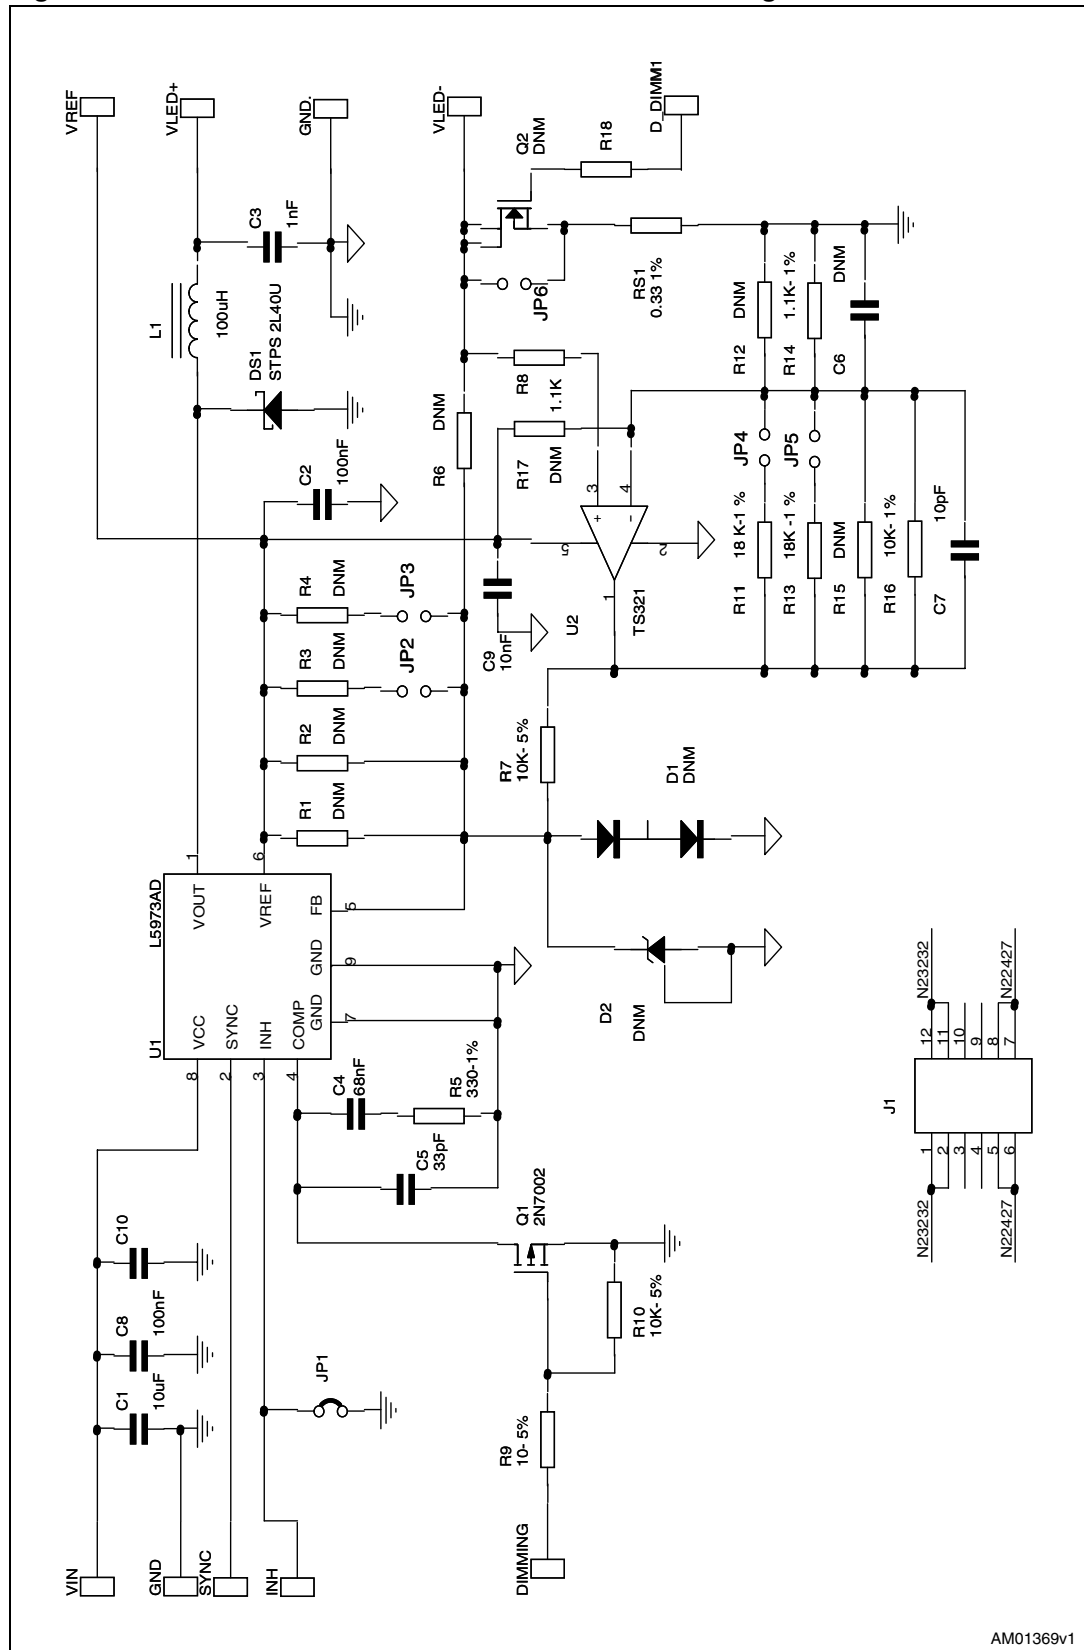 VREF
VLED+
GND.
VLED-
D_DIMM1
Q2
DNM
R18
C3
1nF
L1
100uH
DS1
STPS 2L40U
RS1
0.33 1%
JP6
R12
DNM
R14
1.1K- 1%
C6
DNM
R8
1.1K
R17
DNM
R6
DNM
C2
100nF
JP4
JP5
3
4
+
-
5
2
1
U2
TS321
C9
10nF
R11
18 K-1 %
R13
18K -1 %
R15
DNM
R16
10K- 1%
C7
10pF
R4
DNM
JP3
R3
DNM
JP2
R2
DNM
R1
DNM
R7
10K- 5%
D1
DNM
D2
DNM
U1
L5973AD
VCC
SYNC
INH
COMP
GND
GND
FB
VREF
VOUT
1
6
5
9
7
8
2
3
4
C4
68nF
R5
330-1%
C5
33pF
Q1
2N7002
R10
10K- 5%
R9
10- 5%
C10
C8
100nF
C1
10uF
JP1
VIN
GND
SYNC
INH
DIMMING
J1
N23232
N22427
1
2
3
4
5
6
12
11
10
9
8
7
N23232
N22427
AM01369v1